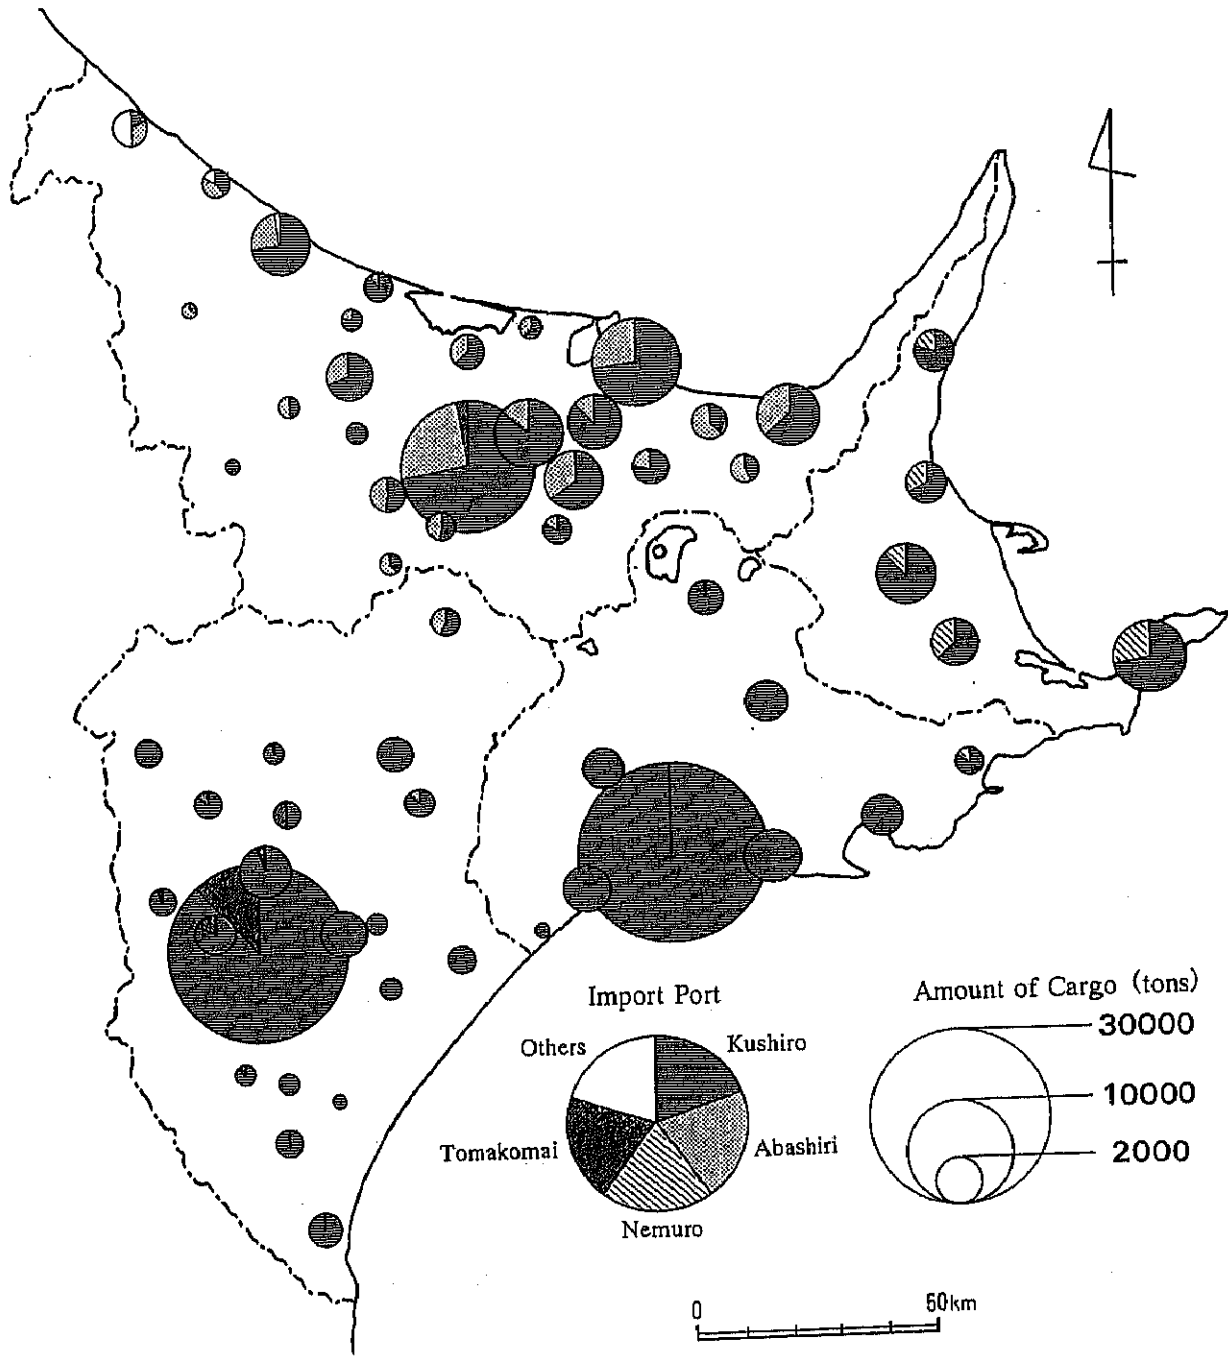 Import Port
Others
Kushiro
Tomakomai
Abashiri
Nemuro
Amount of Cargo (tons)
30000
10000
2000
0
50km